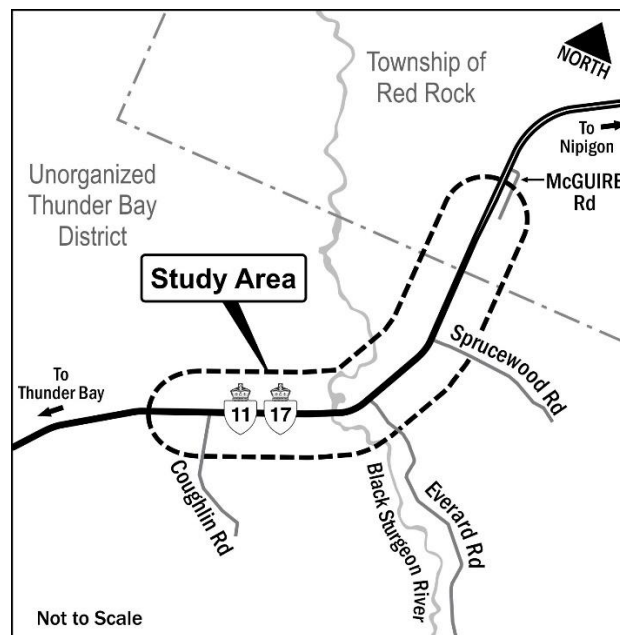 Township of
Red Rock
NORTH
To
Nipigon
McGUIRE
Rd
Unorganized
Thunder Bay
District
Study Area
Sprucewood Rd
To
Thunder Bay
11
17
Coughlin Rd
Black Sturgeon River
Everard Rd
Not to Scale